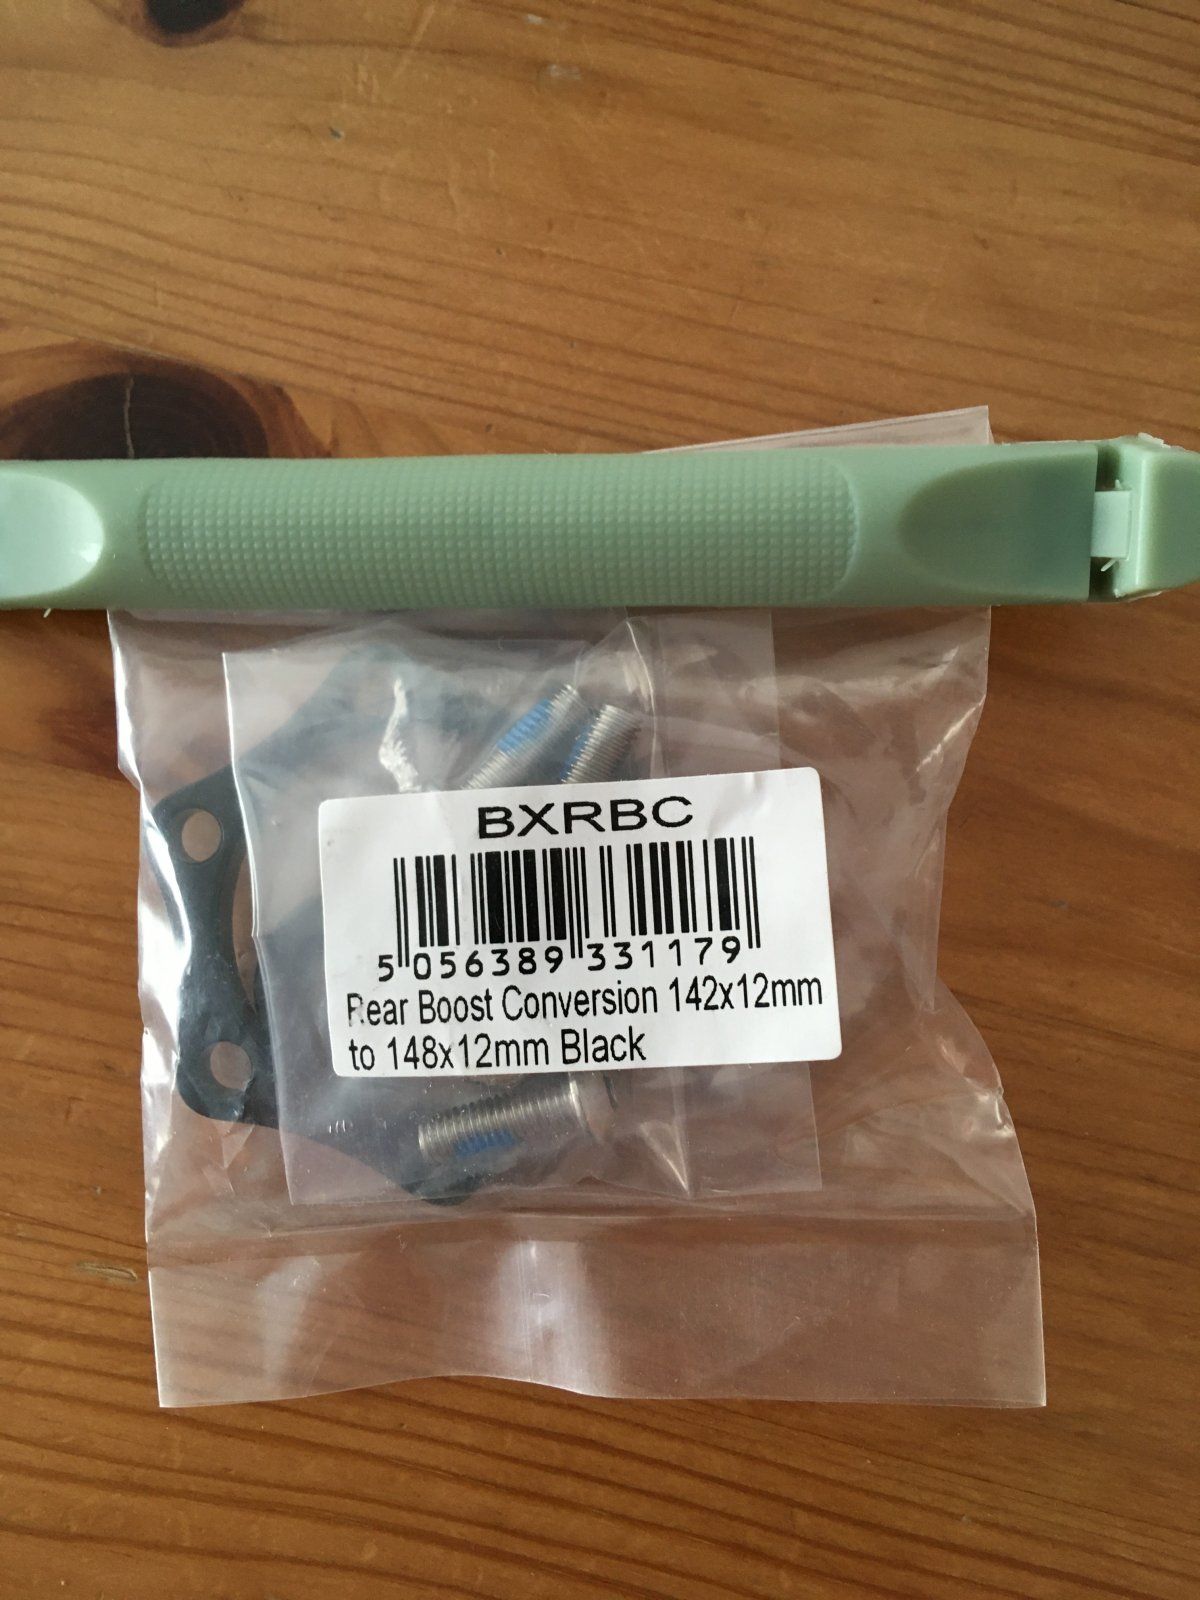 BXRBC
5 056389 331179
Rear Boost Conversion 142x12mm
to 148x12mm Black